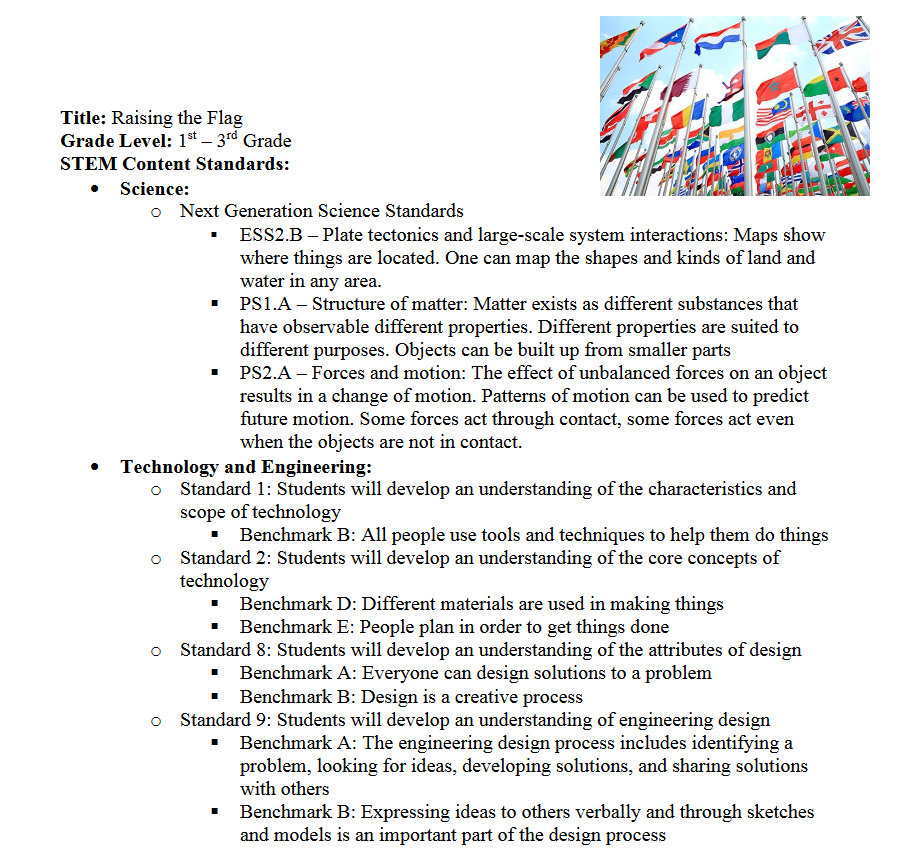 Title: Raising the Flag
Grade Level: 1st – 3rd Grade
STEM Content Standards:
• Science:
o Next Generation Science Standards
▪ ESS2.B – Plate tectonics and large-scale system interactions: Maps show
where things are located. One can map the shapes and kinds of land and
water in any area.
▪ PS1.A – Structure of matter: Matter exists as different substances that
have observable different properties. Different properties are suited to
different purposes. Objects can be built up from smaller parts
▪ PS2.A – Forces and motion: The effect of unbalanced forces on an object
results in a change of motion. Patterns of motion can be used to predict
future motion. Some forces act through contact, some forces act even
when the objects are not in contact.
• Technology and Engineering:
o Standard 1: Students will develop an understanding of the characteristics and
scope of technology
▪ Benchmark B: All people use tools and techniques to help them do things
o Standard 2: Students will develop an understanding of the core concepts of
technology
▪ Benchmark D: Different materials are used in making things
▪ Benchmark E: People plan in order to get things done
o Standard 8: Students will develop an understanding of the attributes of design
▪ Benchmark A: Everyone can design solutions to a problem
▪ Benchmark B: Design is a creative process
o Standard 9: Students will develop an understanding of engineering design
▪ Benchmark A: The engineering design process includes identifying a
problem, looking for ideas, developing solutions, and sharing solutions
with others
▪ Benchmark B: Expressing ideas to others verbally and through sketches
and models is an important part of the design process